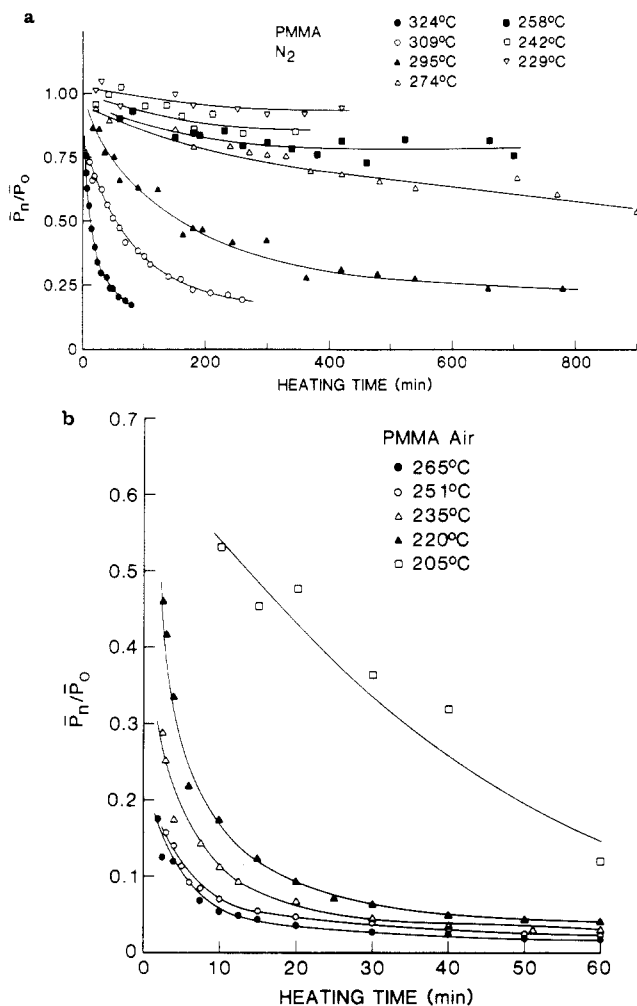 a
PMMA
N2
324°C
309°C
295°C
274°C
258°C
242°C
229°C
P̅n/P̅o
1.00
0.75
0.50
0.25
0
0 200 400 600 800
HEATING TIME (min)
b
PMMA Air
265°C
251°C
235°C
220°C
205°C
P̅n/P̅o
0.7
0.6
0.5
0.4
0.3
0.2
0.1
0
0 10 20 30 40 50 60
HEATING TIME (min)